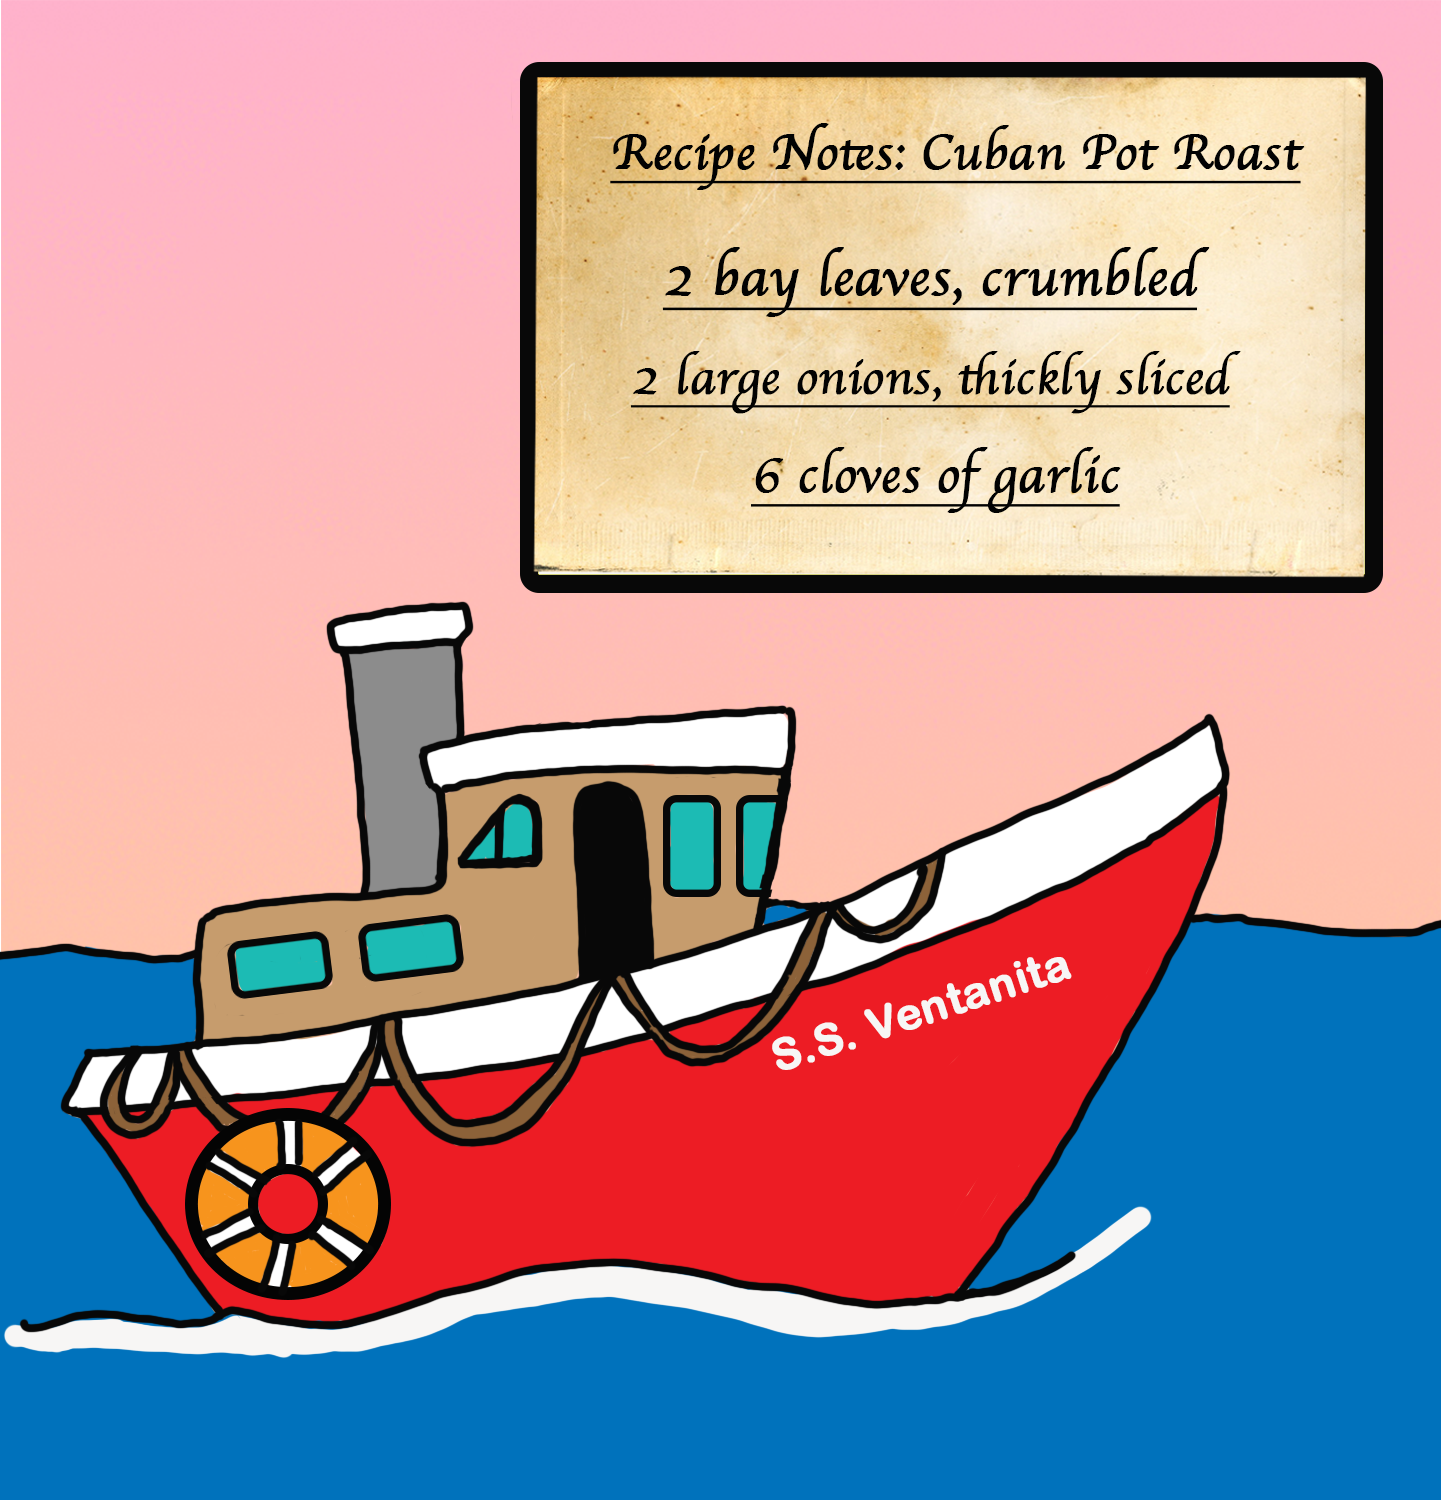 Recipe Notes: Cuban Pot Roast
2 bay leaves, crumbled
2 large onions, thickly sliced
6 cloves of garlic
S.S. Ventanita